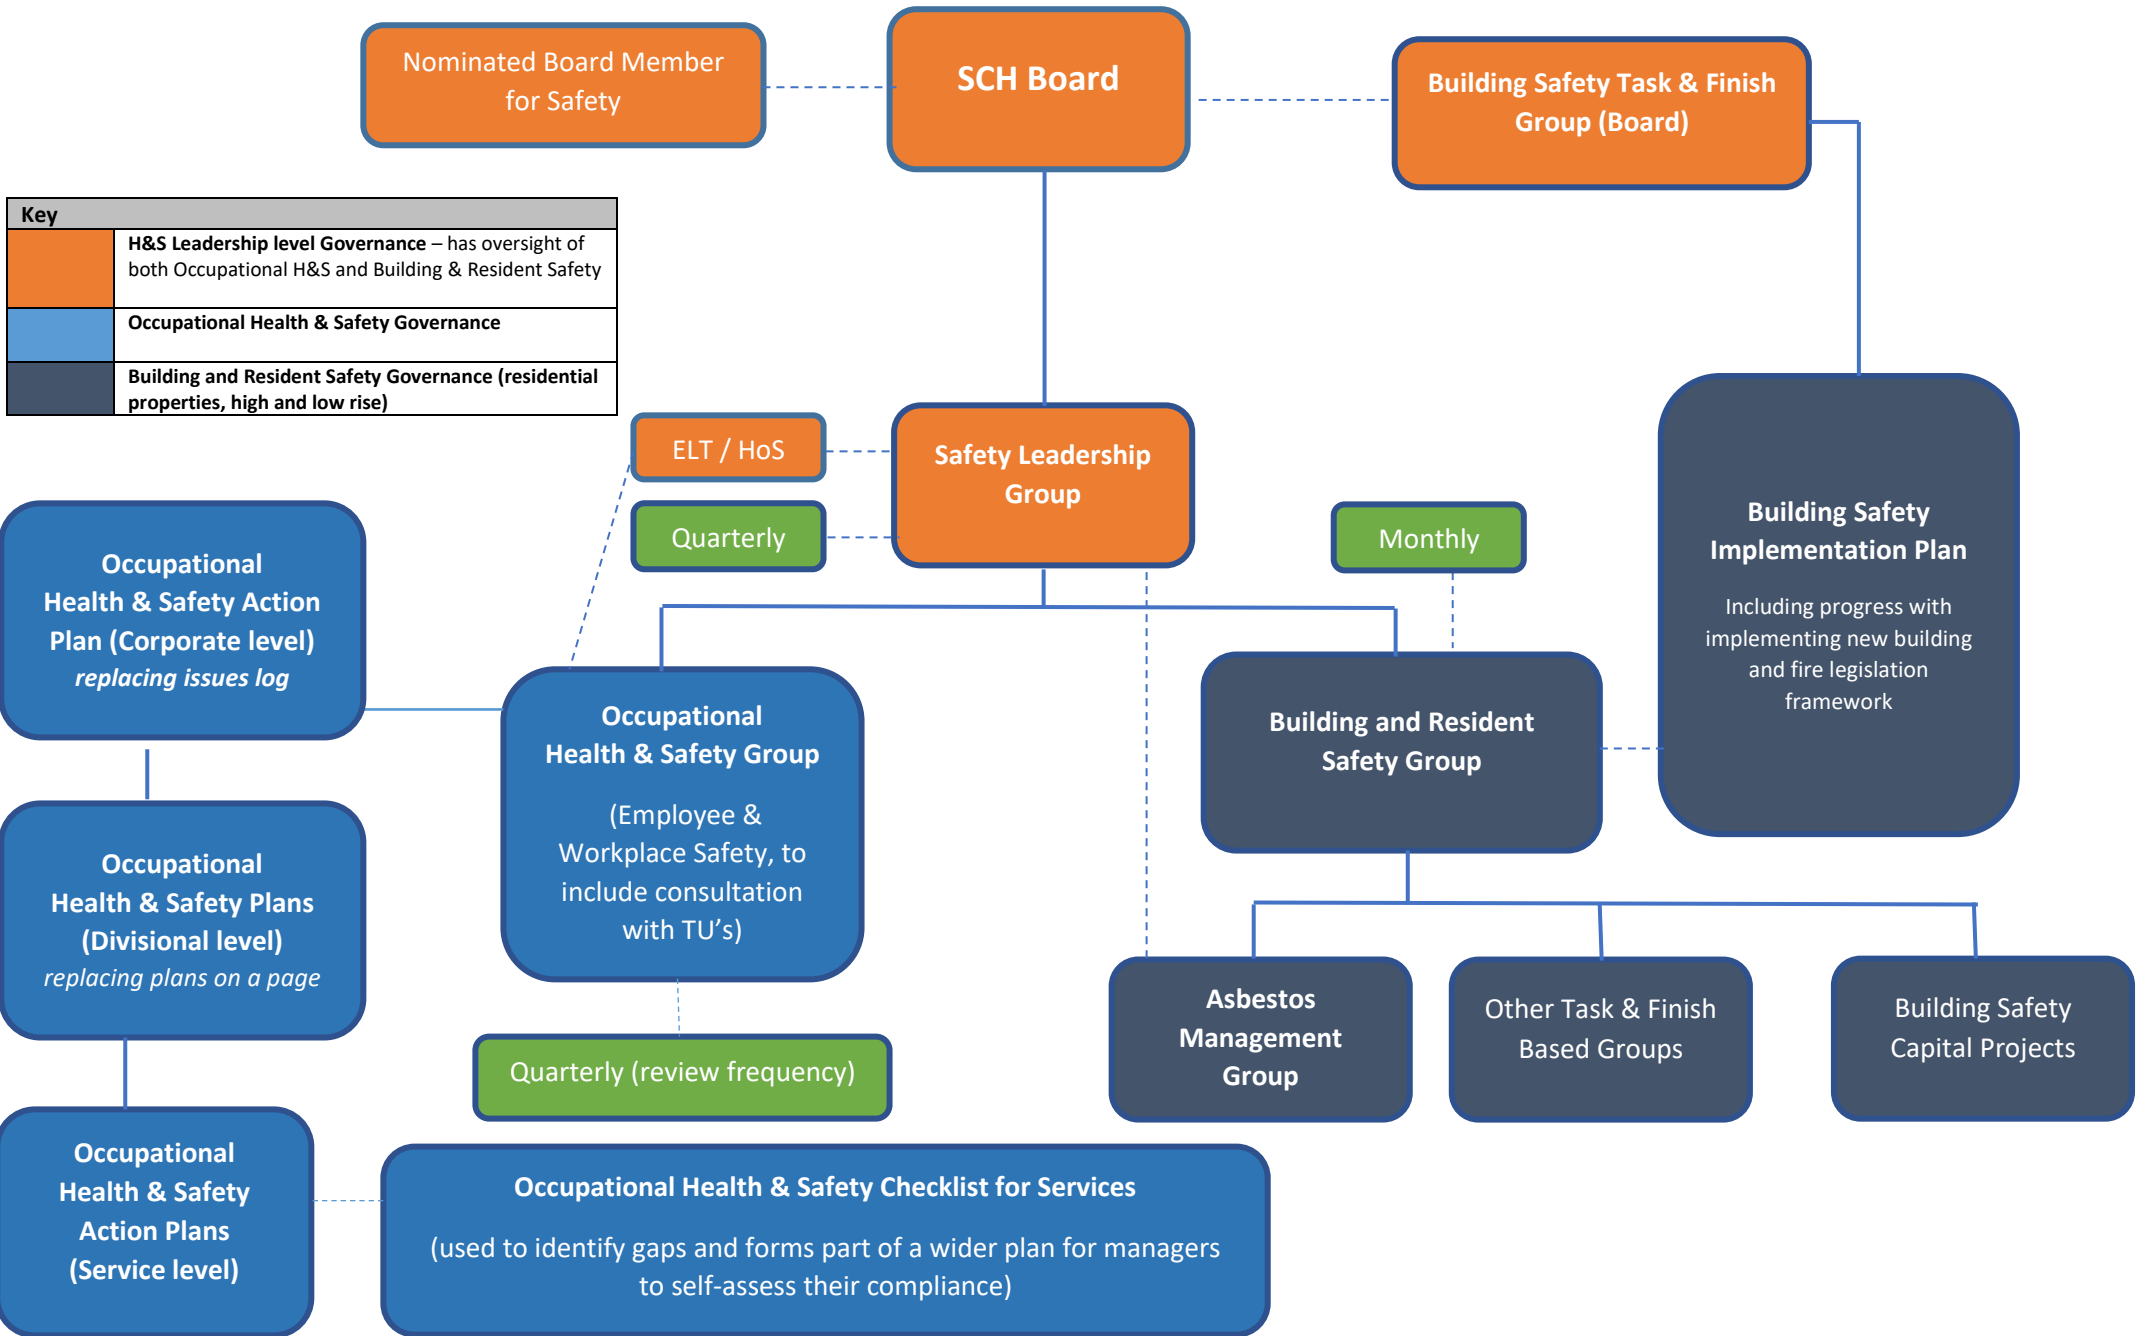 Nominated Board Member
for Safety
SCH Board
Building Safety Task & Finish
Group (Board)
Key
H&S Leadership level Governance – has oversight of
both Occupational H&S and Building & Resident Safety
Occupational Health & Safety Governance
Building and Resident Safety Governance (residential
properties, high and low rise)
ELT / HoS
Quarterly
Safety Leadership
Group
Monthly
Building Safety
Implementation Plan
Including progress with
implementing new building
and fire legislation
framework
Occupational
Health & Safety Action
Plan (Corporate level)
replacing issues log
Occupational
Health & Safety Group
(Employee &
Workplace Safety, to
include consultation
with TU’s)
Building and Resident
Safety Group
Occupational
Health & Safety Plans
(Divisional level)
replacing plans on a page
Quarterly (review frequency)
Asbestos
Management
Group
Other Task & Finish
Based Groups
Building Safety
Capital Projects
Occupational
Health & Safety
Action Plans
(Service level)
Occupational Health & Safety Checklist for Services
(used to identify gaps and forms part of a wider plan for managers
to self-assess their compliance)